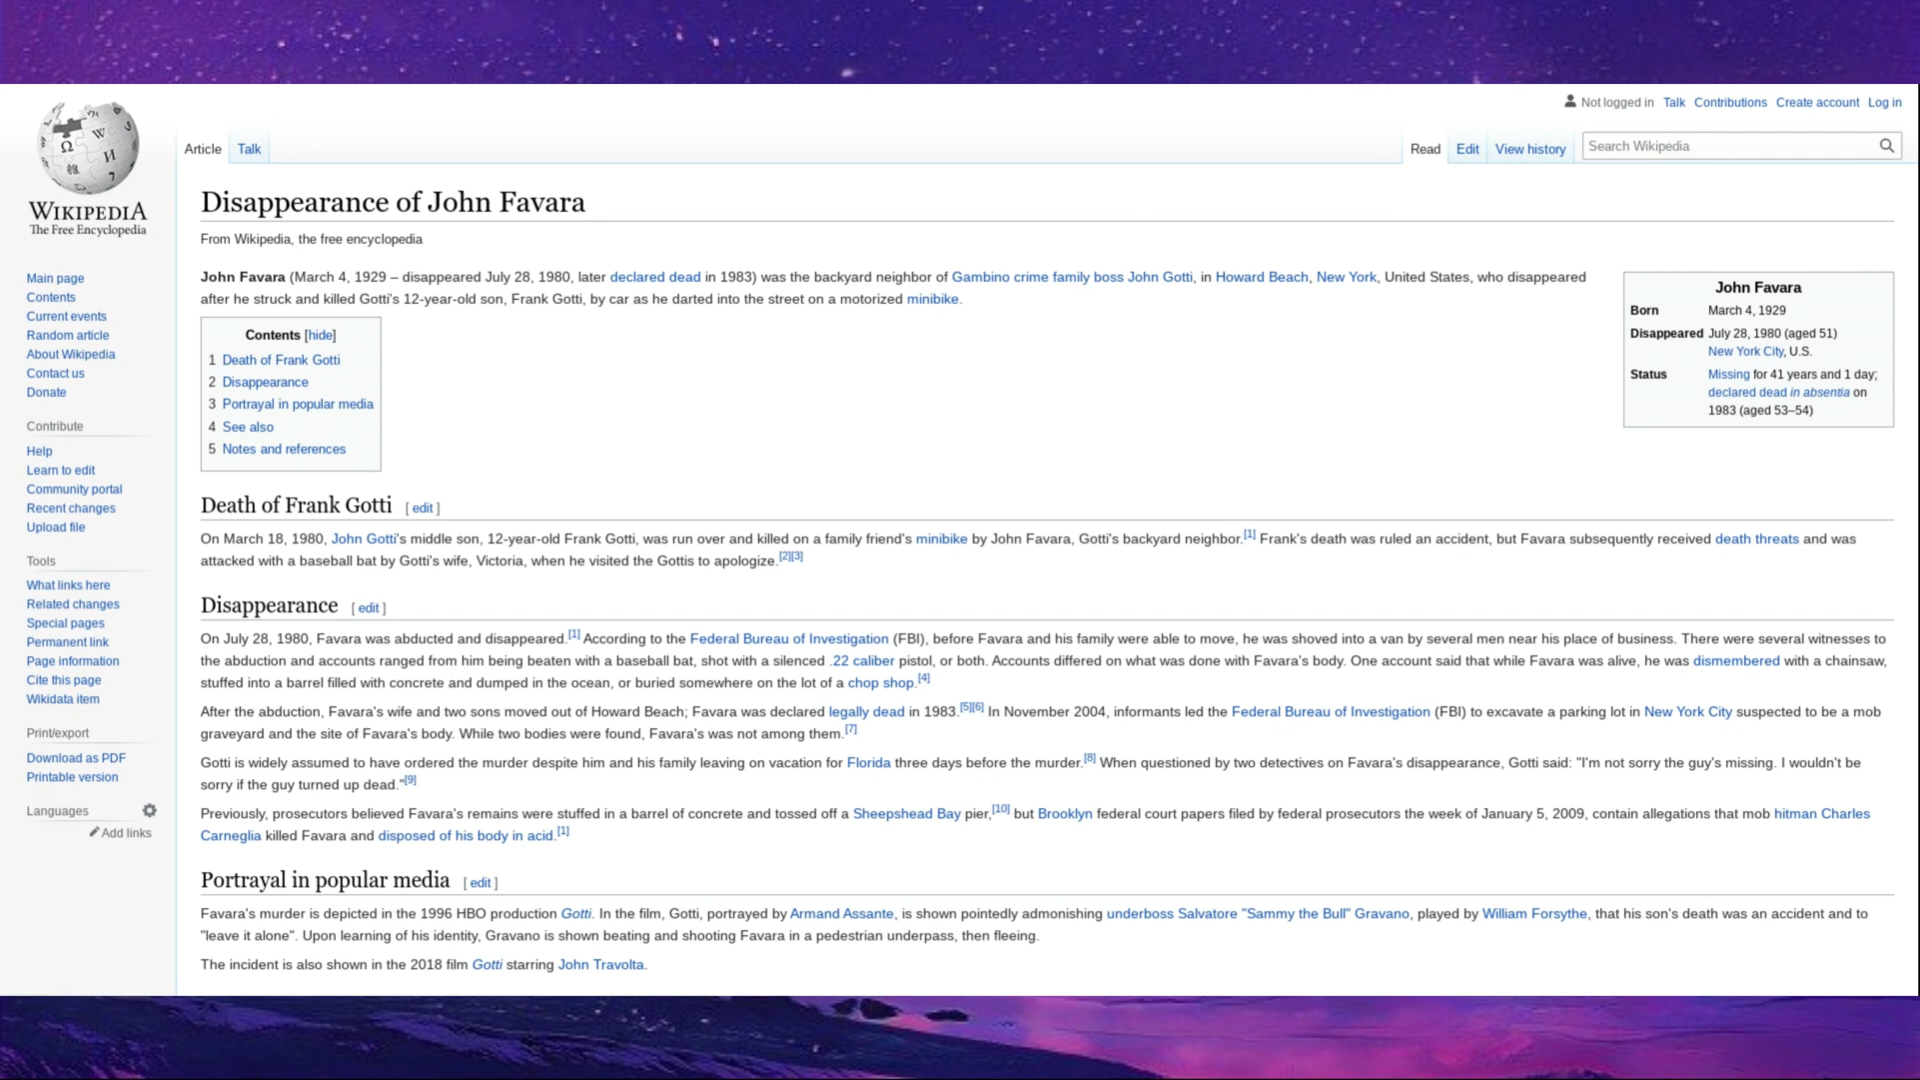 Not logged in Talk Contributions Create account Log in
Article Talk Read Edit View history Search Wikipedia
WIKIPEDIA
The Free Encyclopedia
Main page
Contents
Current events
Random article
About Wikipedia
Contact us
Donate
Contribute
Help
Learn to edit
Community portal
Recent changes
Upload file
Tools
What links here
Related changes
Special pages
Permanent link
Page information
Cite this page
Wikidata item
Print/export
Download as PDF
Printable version
Languages
Add links
Disappearance of John Favara
From Wikipedia, the free encyclopedia
John Favara (March 4, 1929 – disappeared July 28, 1980, later declared dead in 1983) was the backyard neighbor of Gambino crime family boss John Gotti, in Howard Beach, New York, United States, who disappeared
after he struck and killed Gotti's 12-year-old son, Frank Gotti, by car as he darted into the street on a motorized minibike.
John Favara
Born March 4, 1929
Disappeared July 28, 1980 (aged 51)
New York City, U.S.
Status Missing for 41 years and 1 day;
declared dead in absentia on
1983 (aged 53–54)
Contents [hide]
1 Death of Frank Gotti
2 Disappearance
3 Portrayal in popular media
4 See also
5 Notes and references
Death of Frank Gotti [ edit ]
On March 18, 1980, John Gotti's middle son, 12-year-old Frank Gotti, was run over and killed on a family friend's minibike by John Favara, Gotti's backyard neighbor.[1] Frank's death was ruled an accident, but Favara subsequently received death threats and was
attacked with a baseball bat by Gotti's wife, Victoria, when he visited the Gottis to apologize.[2][3]
Disappearance [ edit ]
On July 28, 1980, Favara was abducted and disappeared.[1] According to the Federal Bureau of Investigation (FBI), before Favara and his family were able to move, he was shoved into a van by several men near his place of business. There were several witnesses to
the abduction and accounts ranged from him being beaten with a baseball bat, shot with a silenced .22 caliber pistol, or both. Accounts differed on what was done with Favara's body. One account said that while Favara was alive, he was dismembered with a chainsaw,
stuffed into a barrel filled with concrete and dumped in the ocean, or buried somewhere on the lot of a chop shop.[4]
After the abduction, Favara's wife and two sons moved out of Howard Beach; Favara was declared legally dead in 1983.[5][6] In November 2004, informants led the Federal Bureau of Investigation (FBI) to excavate a parking lot in New York City suspected to be a mob
graveyard and the site of Favara's body. While two bodies were found, Favara's was not among them.[7]
Gotti is widely assumed to have ordered the murder despite him and his family leaving on vacation for Florida three days before the murder.[8] When questioned by two detectives on Favara's disappearance, Gotti said: "I'm not sorry the guy's missing. I wouldn't be
sorry if the guy turned up dead."[9]
Previously, prosecutors believed Favara's remains were stuffed in a barrel of concrete and tossed off a Sheepshead Bay pier,[10] but Brooklyn federal court papers filed by federal prosecutors the week of January 5, 2009, contain allegations that mob hitman Charles
Carneglia killed Favara and disposed of his body in acid.[1]
Portrayal in popular media [ edit ]
Favara's murder is depicted in the 1996 HBO production Gotti. In the film, Gotti, portrayed by Armand Assante, is shown pointedly admonishing underboss Salvatore "Sammy the Bull" Gravano, played by William Forsythe, that his son's death was an accident and to
"leave it alone". Upon learning of his identity, Gravano is shown beating and shooting Favara in a pedestrian underpass, then fleeing.
The incident is also shown in the 2018 film Gotti starring John Travolta.